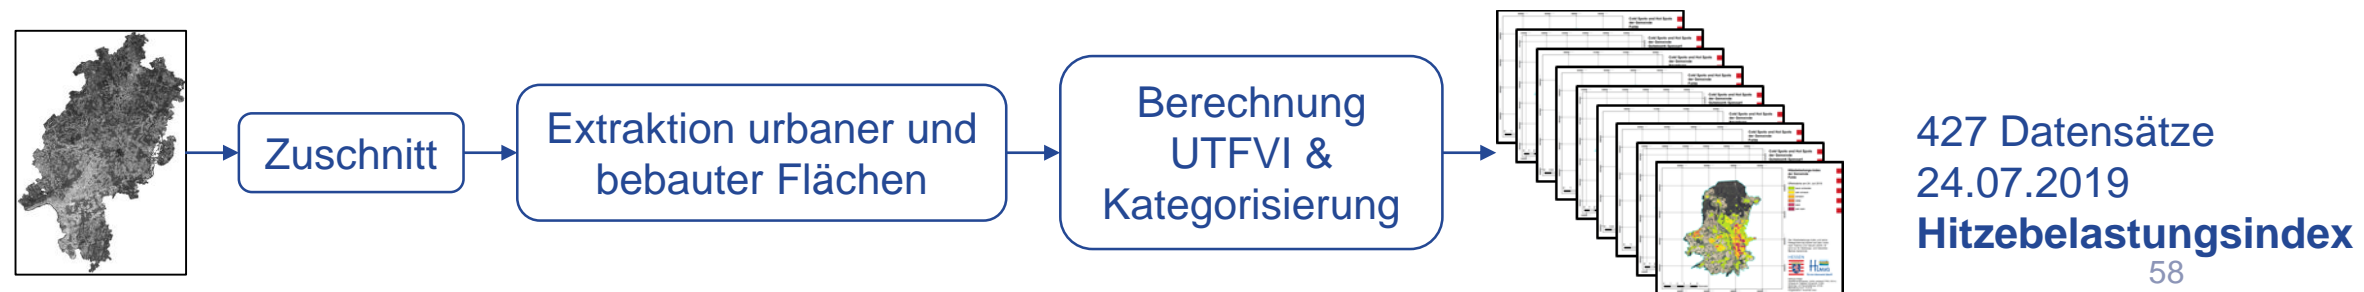 Zuschnitt
Extraktion urbaner und
bebauter Flächen
Berechnung
UTFVI &
Kategorisierung
427 Datensätze
24.07.2019
Hitzebelastungsindex
58